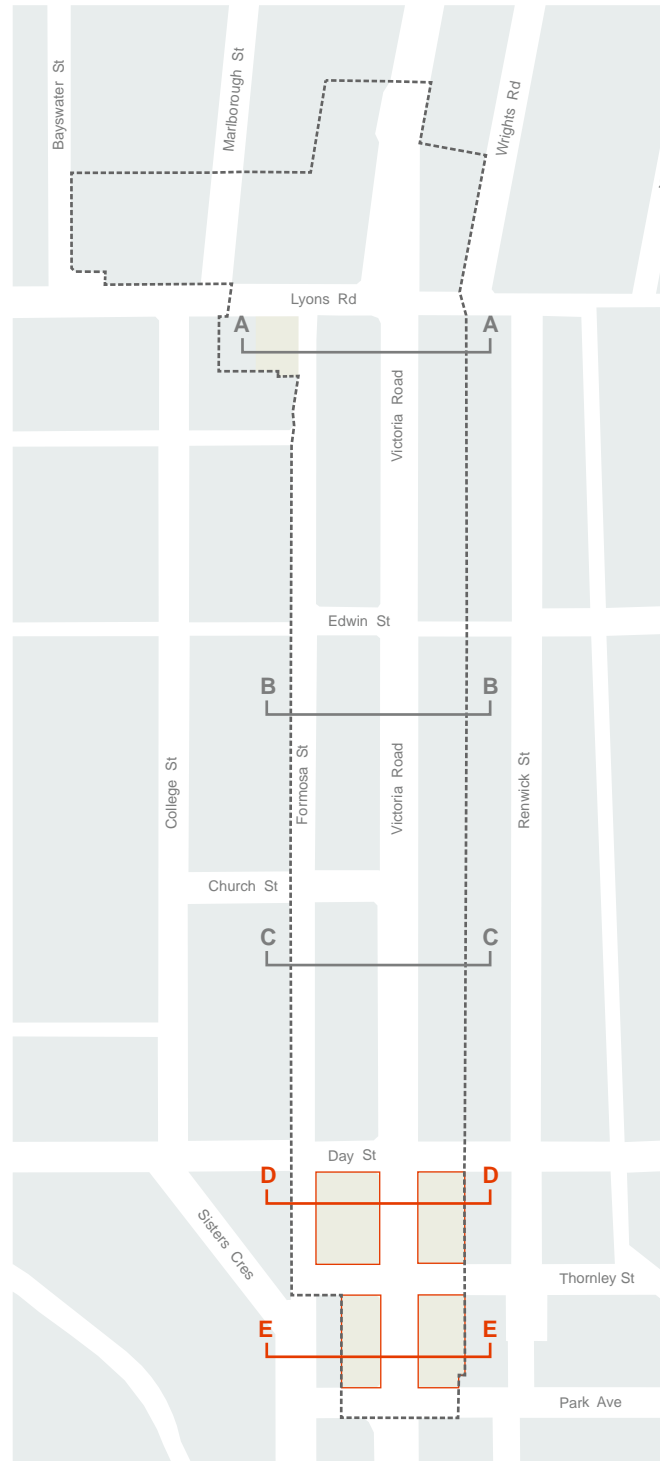 Bayswater St
Marlborough St
Wrights Rd
Lyons Rd
A
A
Victoria Road
Edwin St
B
B
College St
Formosa St
Victoria Road
Renwick St
Church St
C
C
Day St
D
D
Sisters Cres
Thornley St
E
E
Park Ave